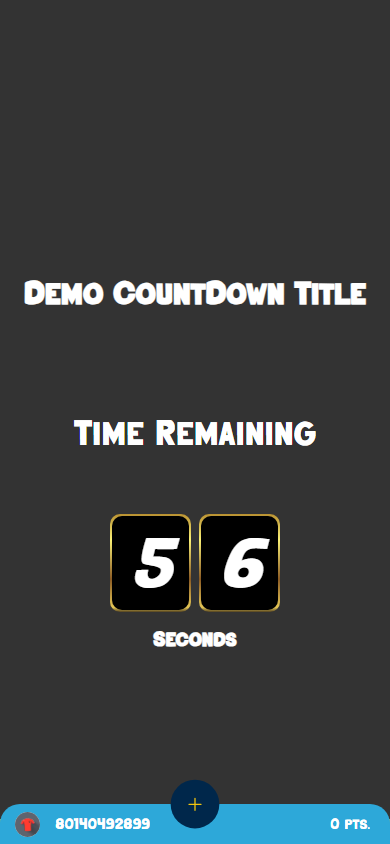 Demo CountDown Title
Time Remaining
5 6
Seconds
+
80140492899 0 pts.